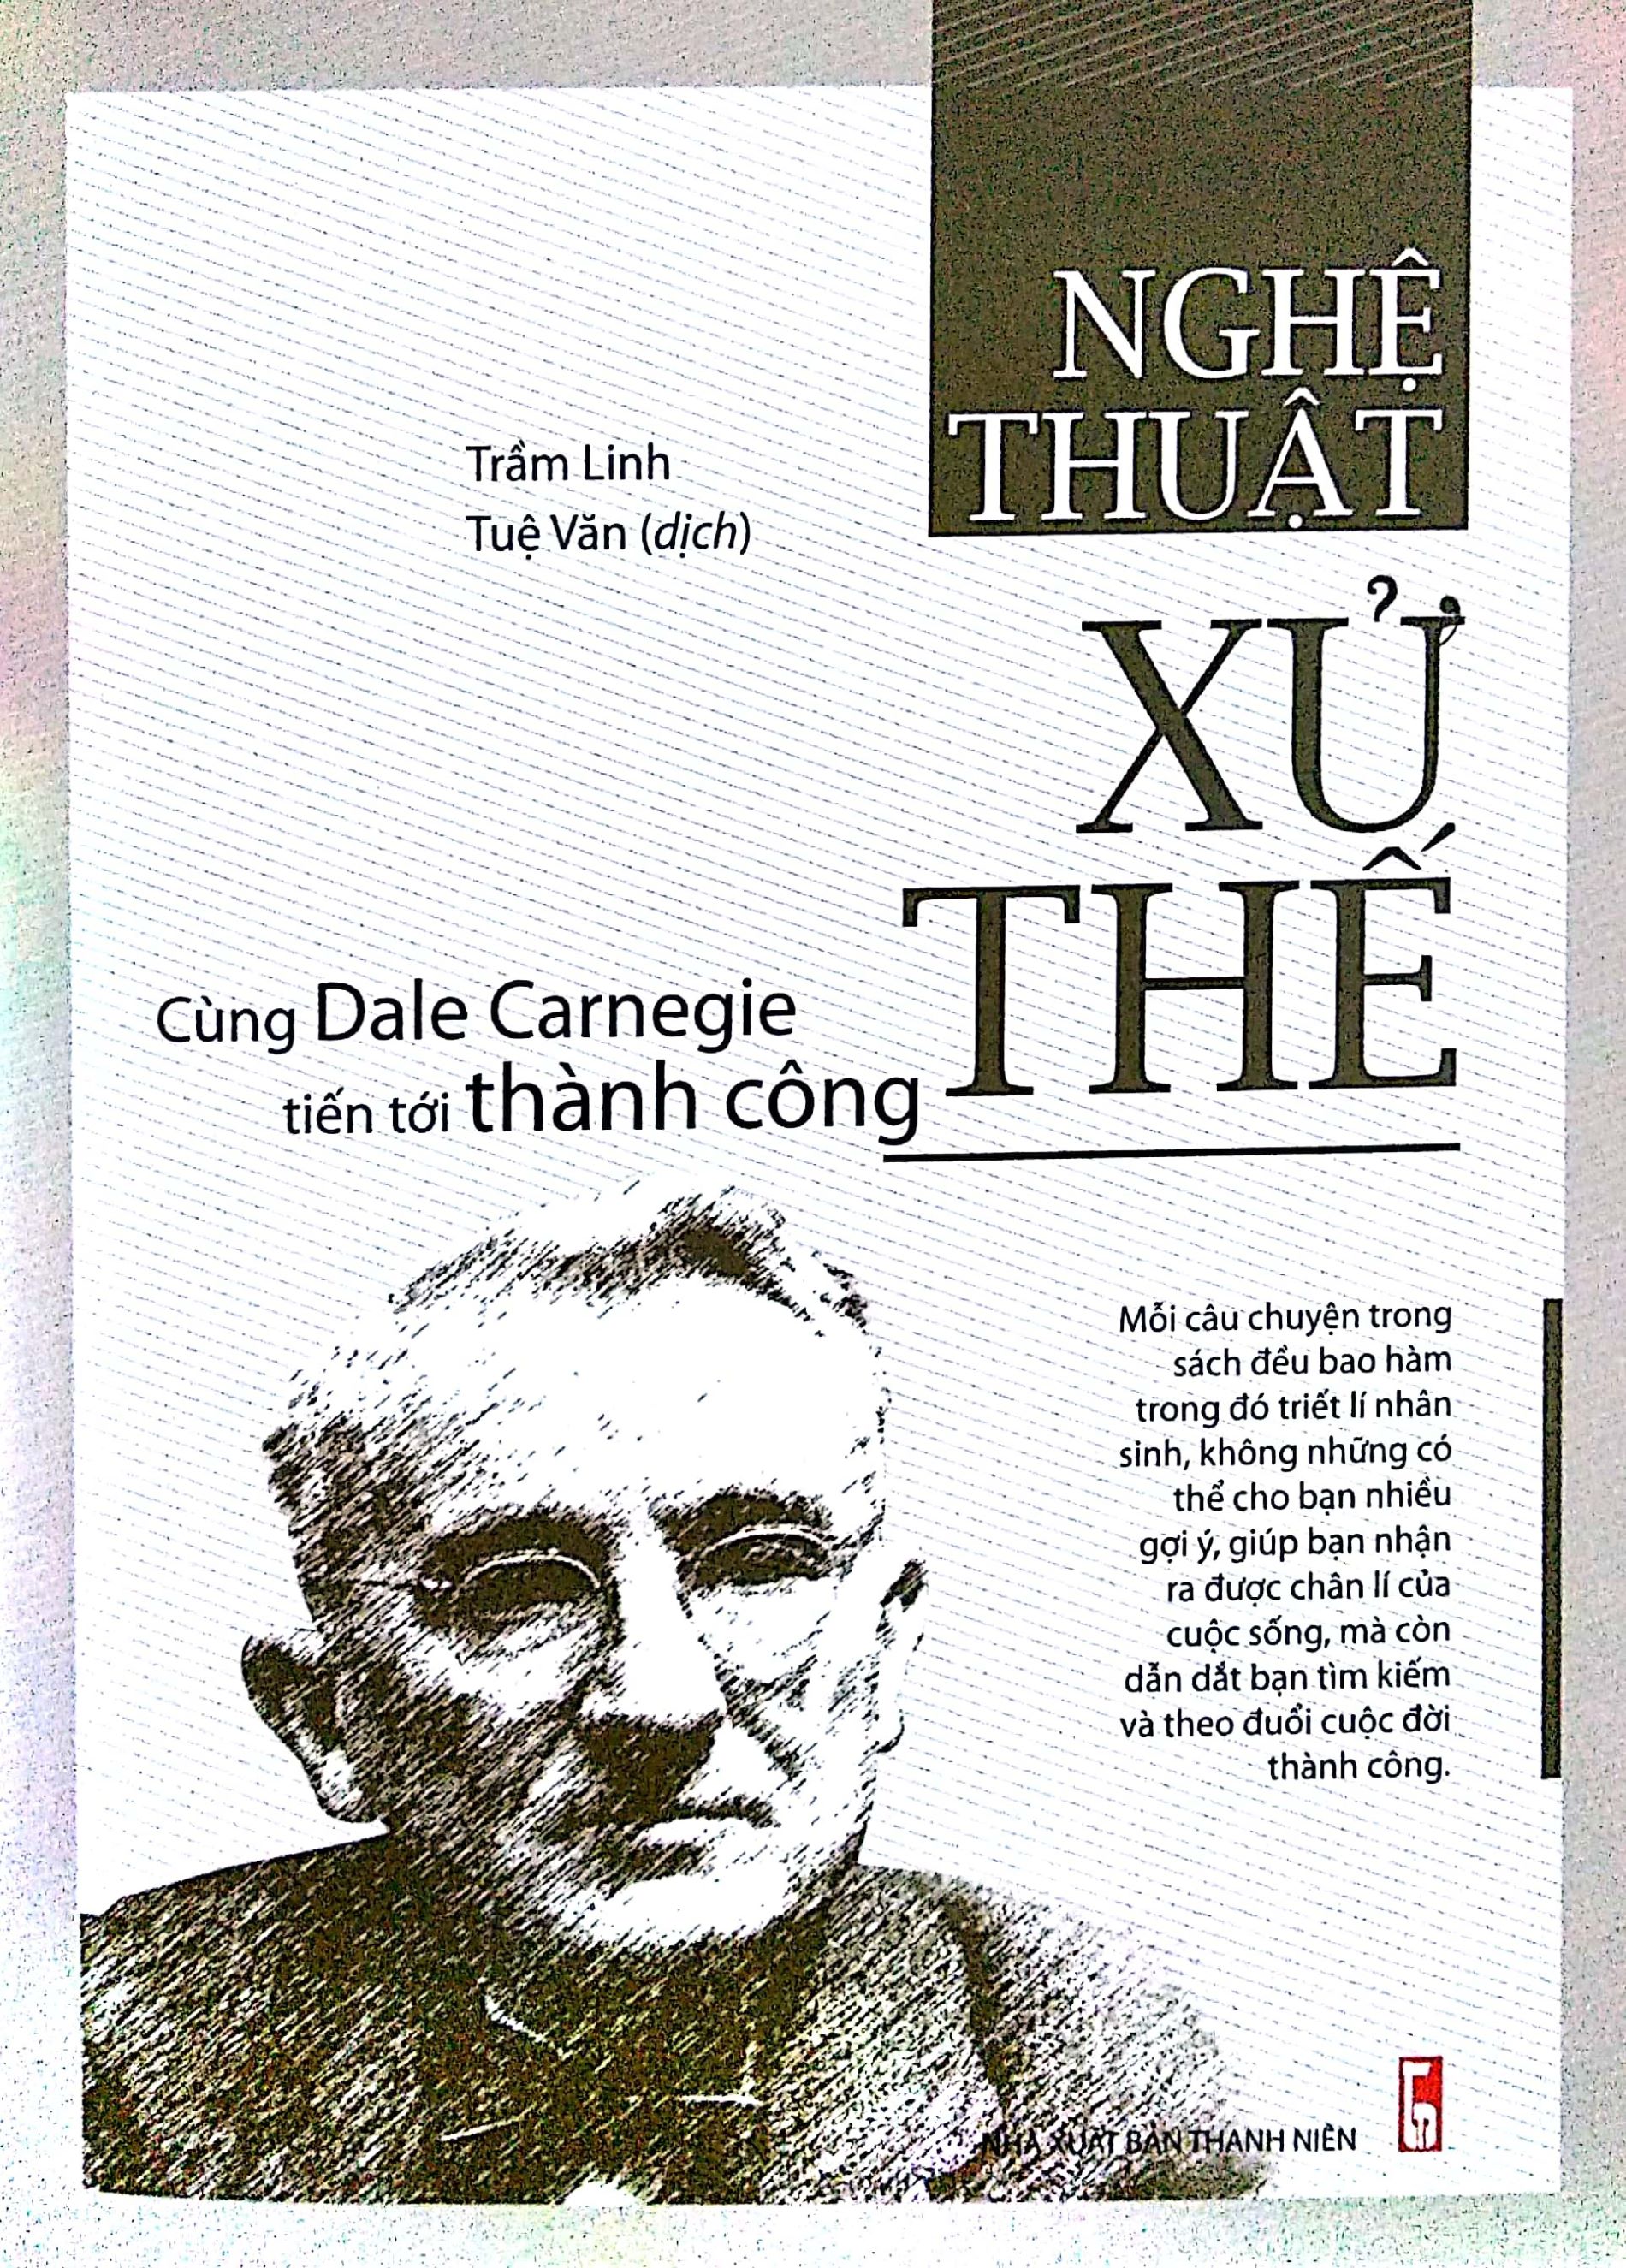 NGHỆ
THUẬT
Trầm Linh
Tuệ Văn (dịch)
XỬ
THẾ
Cùng Dale Carnegie
tiến tới thành công
Mỗi câu chuyện trong
sách đều bao hàm
trong đó triết lí nhân
sinh, không những có
thể cho bạn nhiều
gợi ý, giúp bạn nhận
ra được chân lí của
cuộc sống, mà còn
dẫn dắt bạn tìm kiếm
và theo đuổi cuộc đời
thành công.
NHÀ XUẤT BẢN THANH NIÊN